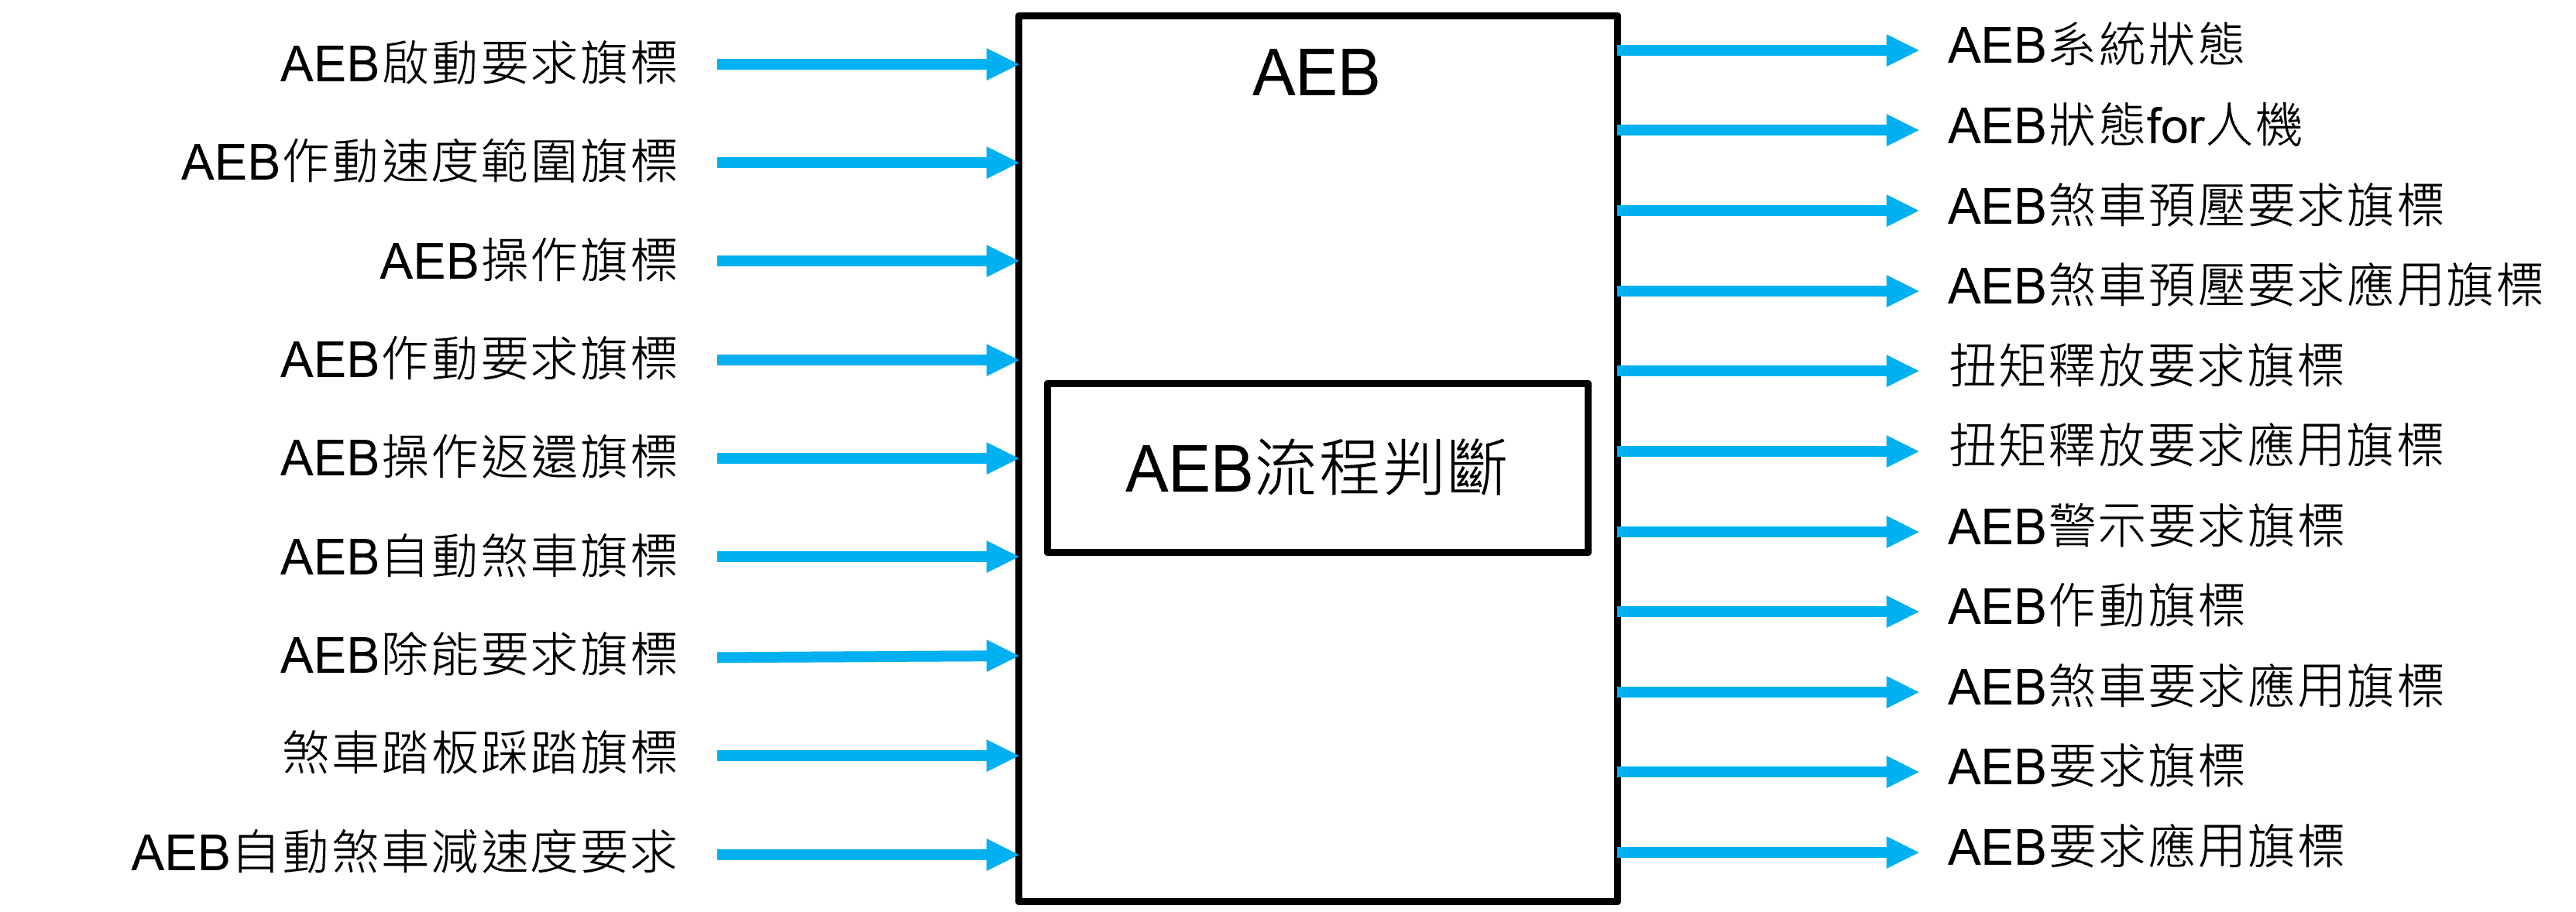 AEB啟動要求旗標
AEB作動速度範圍旗標
AEB操作旗標
AEB作動要求旗標
AEB操作返還旗標
AEB自動煞車旗標
AEB除能要求旗標
煞車踏板踩踏旗標
AEB自動煞車減速度要求
AEB
AEB流程判斷
AEB系統狀態
AEB狀態for人機
AEB煞車預壓要求旗標
AEB煞車預壓要求應用旗標
扭矩釋放要求旗標
扭矩釋放要求應用旗標
AEB警示要求旗標
AEB作動旗標
AEB煞車要求應用旗標
AEB要求旗標
AEB要求應用旗標